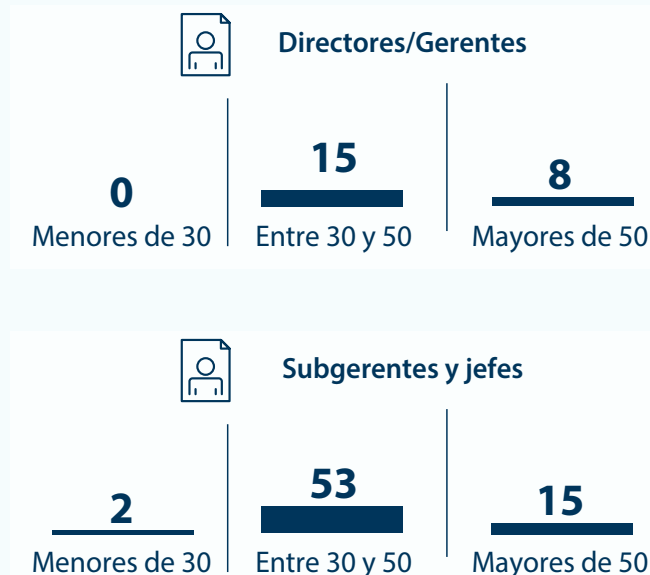 Directores/Gerentes
0 15 8
Menores de 30 Entre 30 y 50 Mayores de 50
Subgerentes y jefes
2 53 15
Menores de 30 Entre 30 y 50 Mayores de 50